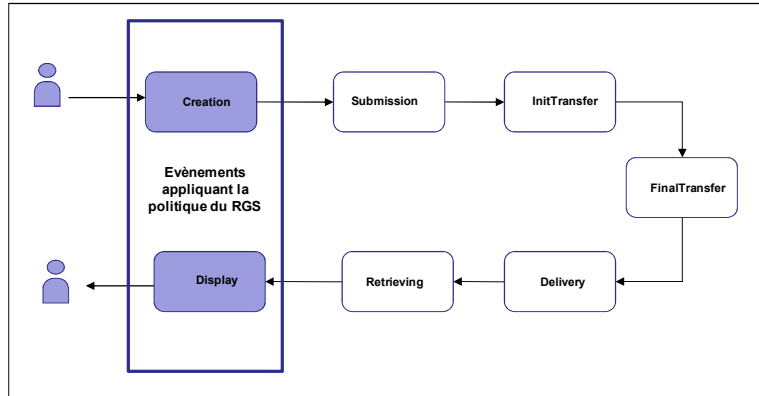 Creation
Submission
InitTransfer
FinalTransfer
Evènements
appliquant la
politique du RGS
Display
Retrieving
Delivery